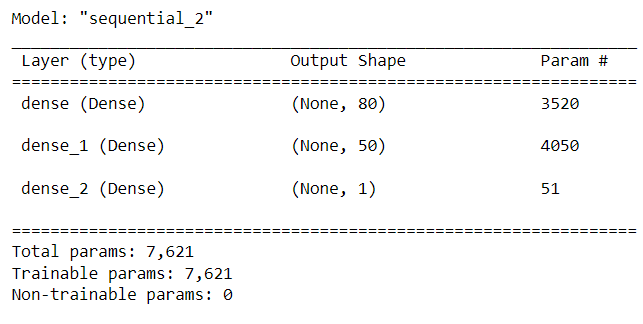 Model: "sequential_2"
_________________________________________________________________
Layer (type) Output Shape Param #
=================================================================
dense (Dense) (None, 80) 3520
dense_1 (Dense) (None, 50) 4050
dense_2 (Dense) (None, 1) 51
=================================================================
Total params: 7,621
Trainable params: 7,621
Non-trainable params: 0